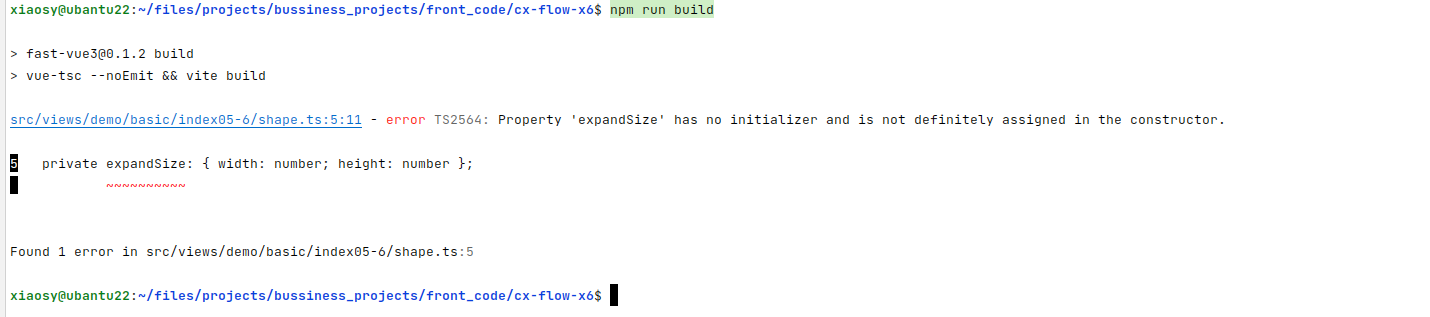 xiaosy@ubantu22:~/files/projects/bussiness_projects/front_code/cx-flow-x6$ npm run build
> fast-vue3@0.1.2 build
> vue-tsc --noEmit && vite build
src/views/demo/basic/index05-6/shape.ts:5:11 - error TS2564: Property 'expandSize' has no initializer and is not definitely assigned in the constructor.
5   private expandSize: { width: number; height: number };
~~~~~~~~~~
Found 1 error in src/views/demo/basic/index05-6/shape.ts:5
xiaosy@ubantu22:~/files/projects/bussiness_projects/front_code/cx-flow-x6$